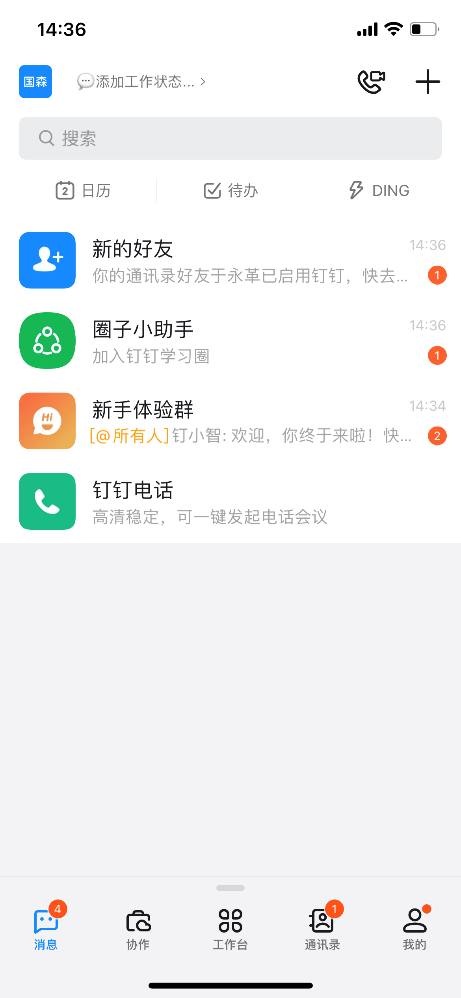 14:36
国森
添加工作状态... >
搜索
2 日历
待办
DING
新的好友
14:36
你的通讯录好友于永革已启用钉钉，快去...
1
圈子小助手
14:36
加入钉钉学习圈
1
Hi
新手体验群
14:34
[@所有人]钉小智: 欢迎，你终于来啦！快...
2
钉钉电话
高清稳定，可一键发起电话会议
4
1
消息
协作
工作台
通讯录
我的